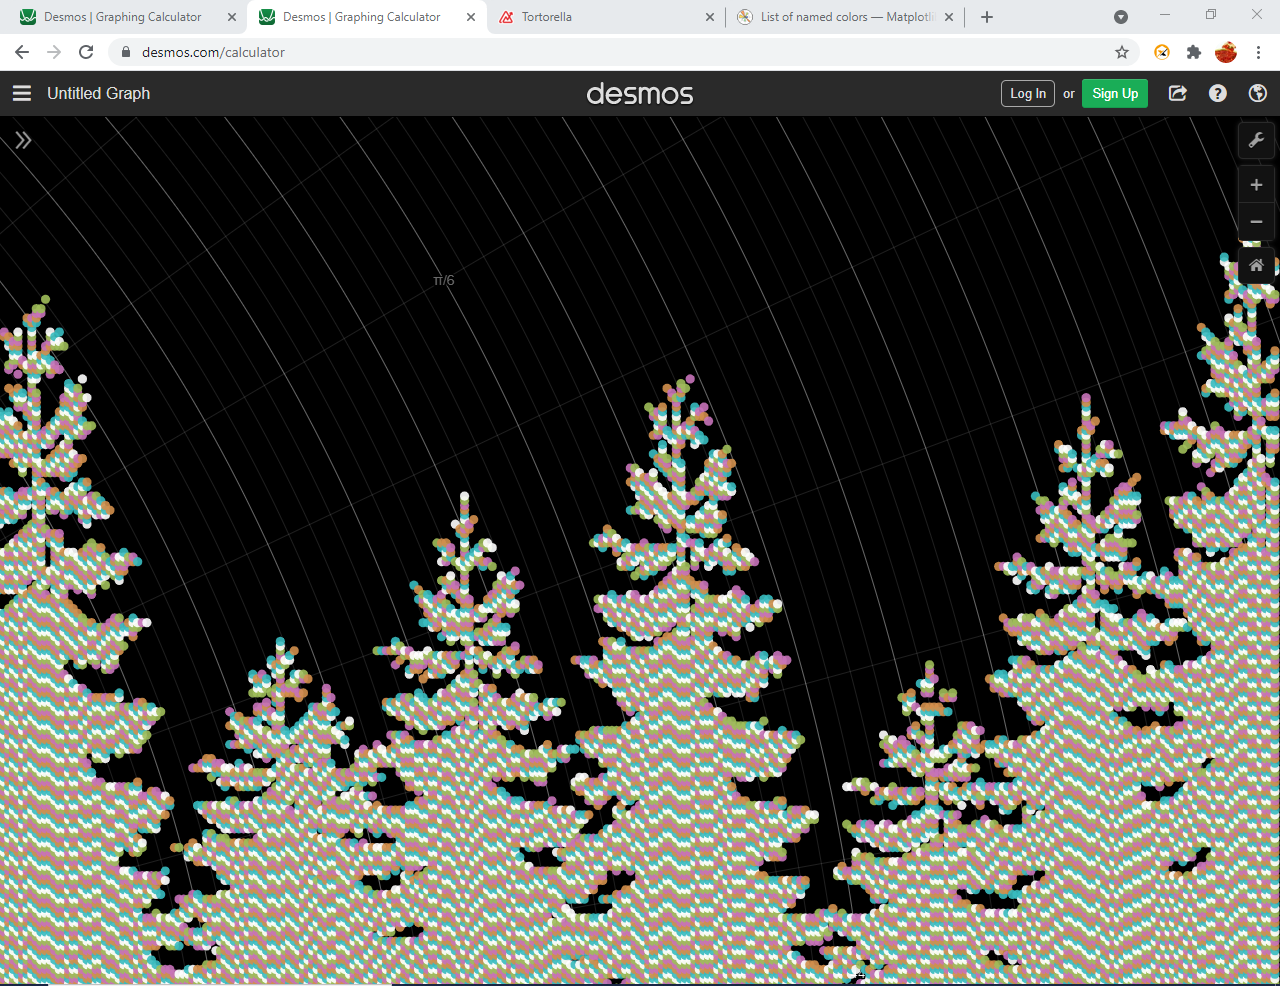 Desmos | Graphing Calculator
Desmos | Graphing Calculator
Tortorella
List of named colors — Matplotli
desmos.com/calculator
Untitled Graph
desmos
Log In or Sign Up
π/6